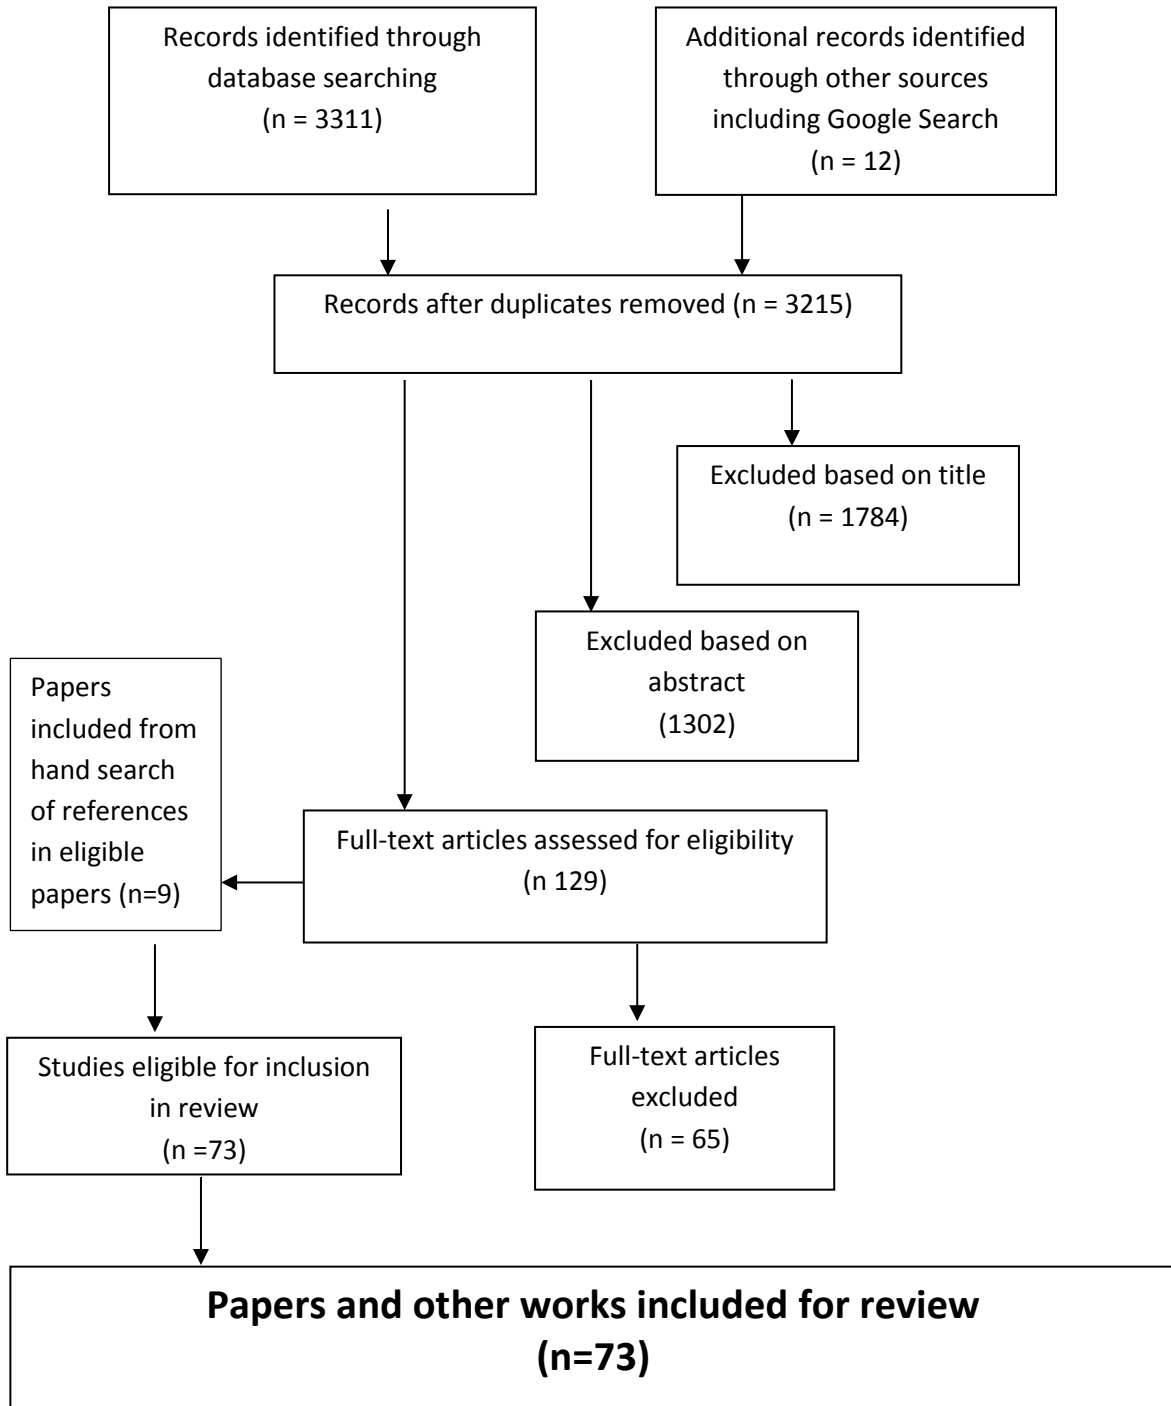 Records identified through
database searching
(n = 3311)
Additional records identified
through other sources
including Google Search
(n = 12)
Records after duplicates removed (n = 3215)
Excluded based on title
(n = 1784)
Excluded based on
abstract
(1302)
Papers
included from
hand search
of references
in eligible
papers (n=9)
Full-text articles assessed for eligibility
(n 129)
Studies eligible for inclusion
in review
(n =73)
Full-text articles
excluded
(n = 65)
Papers and other works included for review
(n=73)